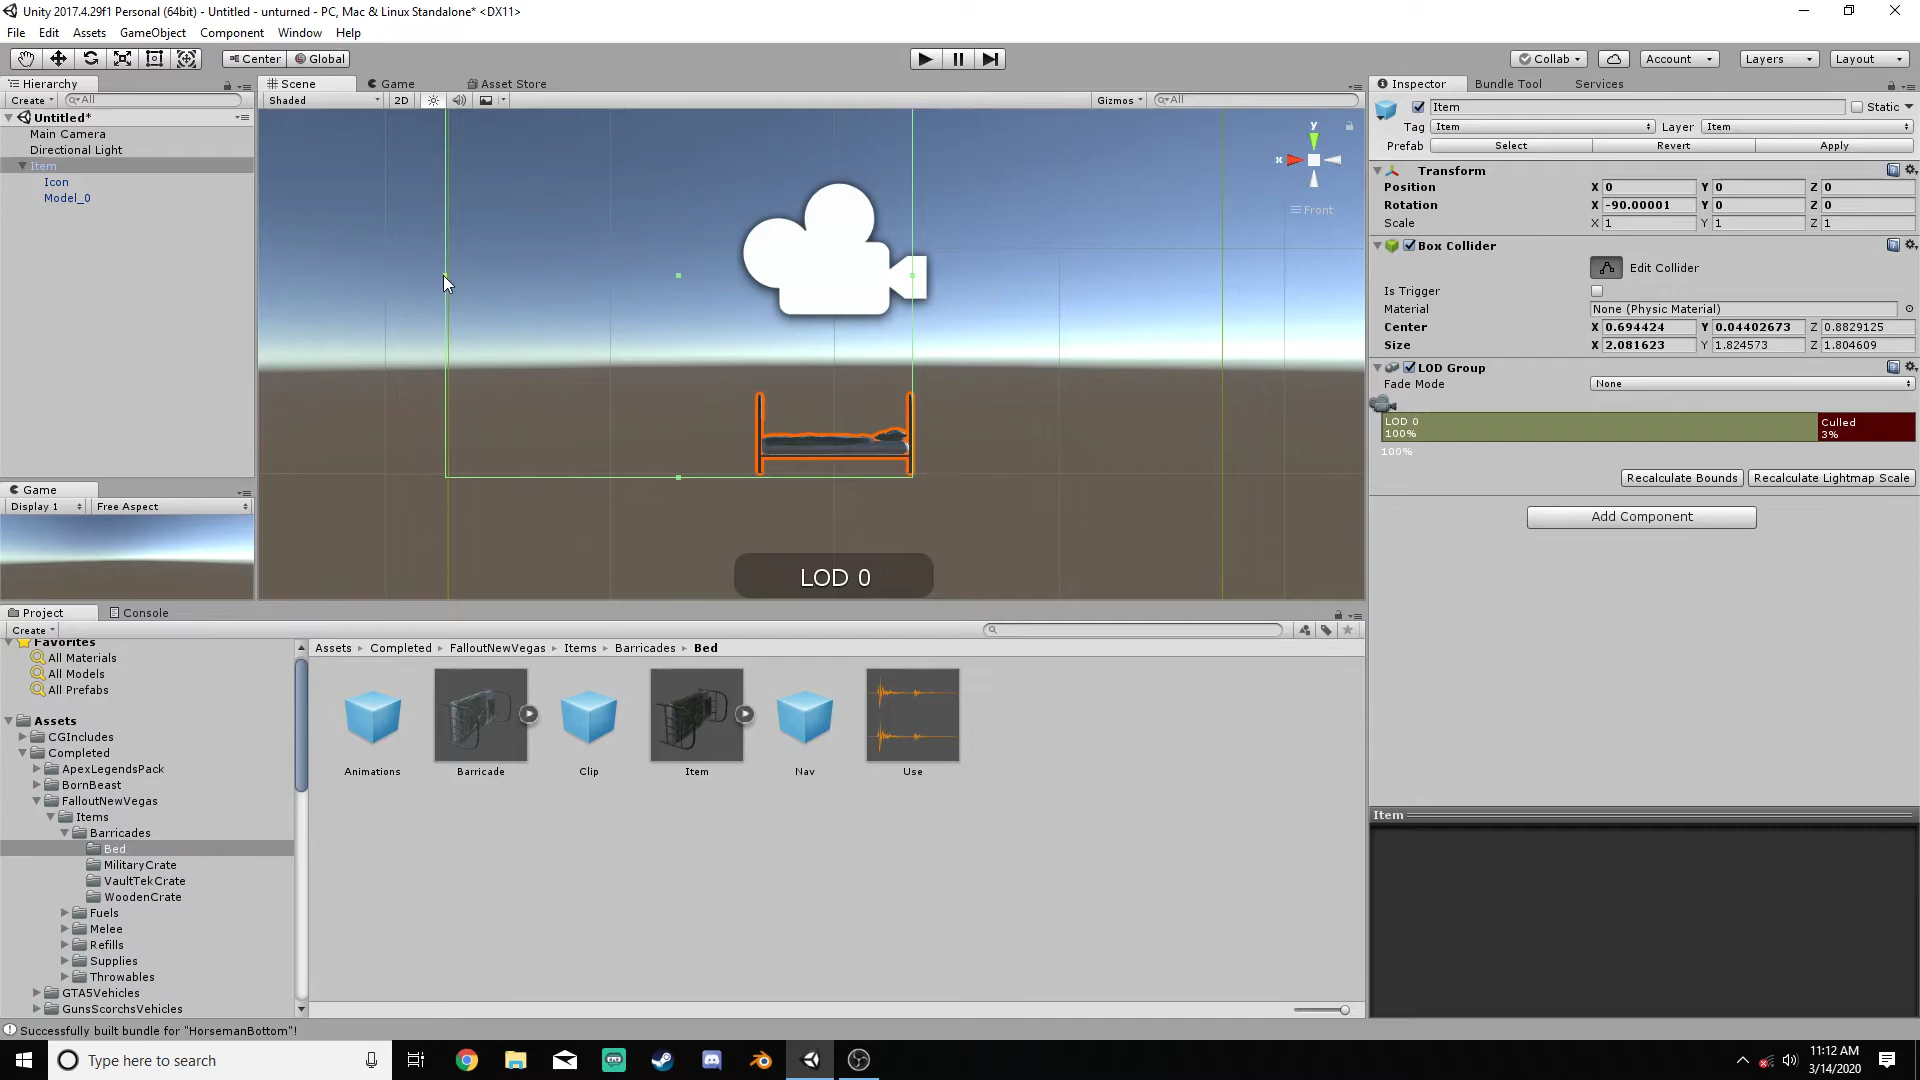 Unity 2017.4.29f1 Personal (64bit) - Untitled - unturned - PC, Mac & Linux Standalone* <DX11>
File Edit Assets GameObject Component Window Help
Center Global Collab Account Layers Layout
Hierarchy
Create All
Untitled*
Main Camera
Directional Light
Item
Icon
Model_0
Scene Game Asset Store
Shaded 2D Gizmos All
y
x
Front
LOD 0
Game
Display 1 Free Aspect
Inspector Bundle Tool Services
Item Static
Tag Item Layer Item
Prefab Select Revert Apply
Transform
Position X 0 Y 0 Z 0
Rotation X -90.00001 Y 0 Z 0
Scale X 1 Y 1 Z 1
Box Collider
Edit Collider
Is Trigger
Material None (Physic Material)
Center X 0.694424 Y 0.04402673 Z 0.8829125
Size X 2.081623 Y 1.824573 Z 1.804609
LOD Group
Fade Mode None
LOD 0
100%
Culled
3%
100%
Recalculate Bounds Recalculate Lightmap Scale
Add Component
Item
Project Console
Create
Favorites
All Materials
All Models
All Prefabs
Assets
CGIncludes
Completed
ApexLegendsPack
BornBeast
FalloutNewVegas
Items
Barricades
Bed
MilitaryCrate
VaultTekCrate
WoodenCrate
Fuels
Melee
Refills
Supplies
Throwables
GTA5Vehicles
GunsScorchsVehicles
Assets Completed FalloutNewVegas Items Barricades Bed
Animations Barricade Clip Item Nav Use
Successfully built bundle for "HorsemanBottom"!
Type here to search
11:12 AM
3/14/2020